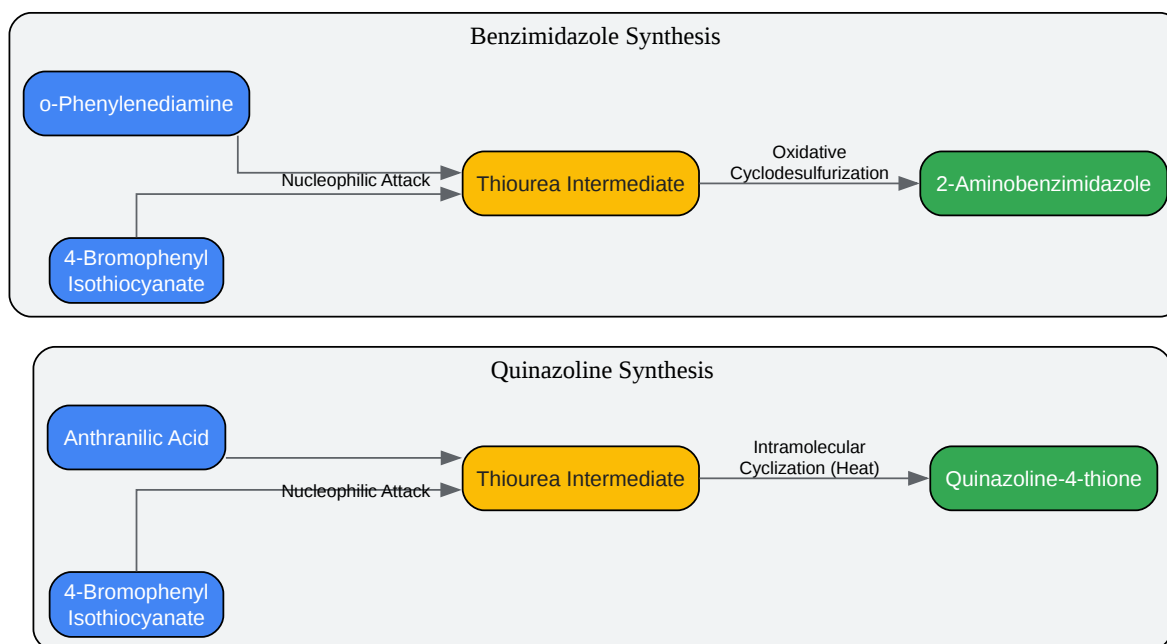 Benzimidazole Synthesis
o-Phenylenediamine
Nucleophilic Attack
4-Bromophenyl
Isothiocyanate
Thiourea Intermediate
Oxidative
Cyclodesulfurization
2-Aminobenzimidazole
Quinazoline Synthesis
Anthranilic Acid
Nucleophilic Attack
4-Bromophenyl
Isothiocyanate
Thiourea Intermediate
Intramolecular
Cyclization (Heat)
Quinazoline-4-thione